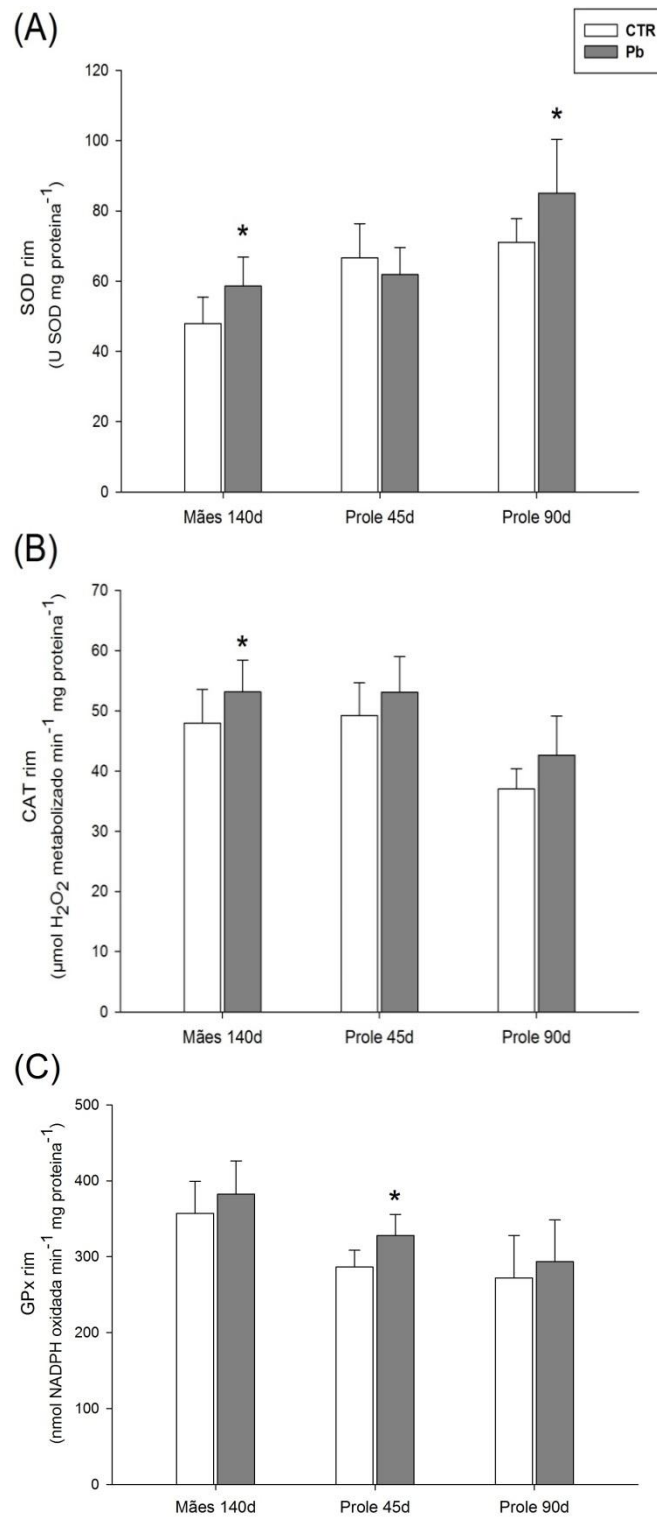 (A)
CTR
Pb
120
100
80
60
40
20
0
SOD rim
(U SOD mg proteina⁻¹)
*
*
Mães 140d Prole 45d Prole 90d
(B)
70
60
50
40
30
20
10
0
CAT rim
(µmol H₂O₂ metabolizado min⁻¹ mg proteina⁻¹)
*
Mães 140d Prole 45d Prole 90d
(C)
500
400
300
200
100
0
GPx rim
(nmol NADPH oxidada min⁻¹ mg proteina⁻¹)
*
Mães 140d Prole 45d Prole 90d